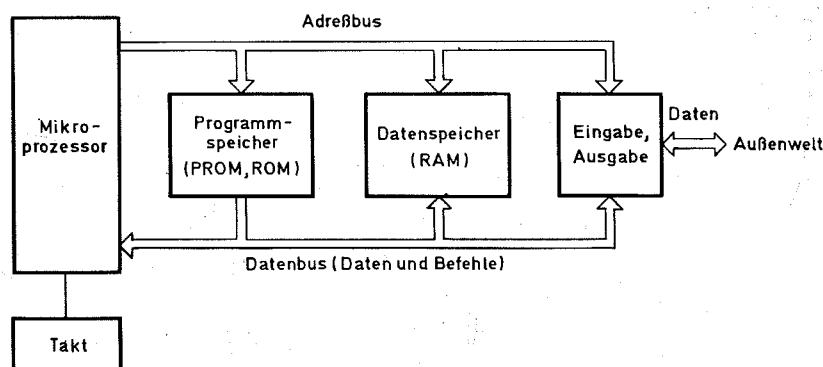 Adreßbus
Mikro-
prozessor
Programm-
speicher
(PROM, ROM)
Datenspeicher
(RAM)
Eingabe,
Ausgabe
Daten
Außenwelt
Datenbus (Daten und Befehle)
Takt